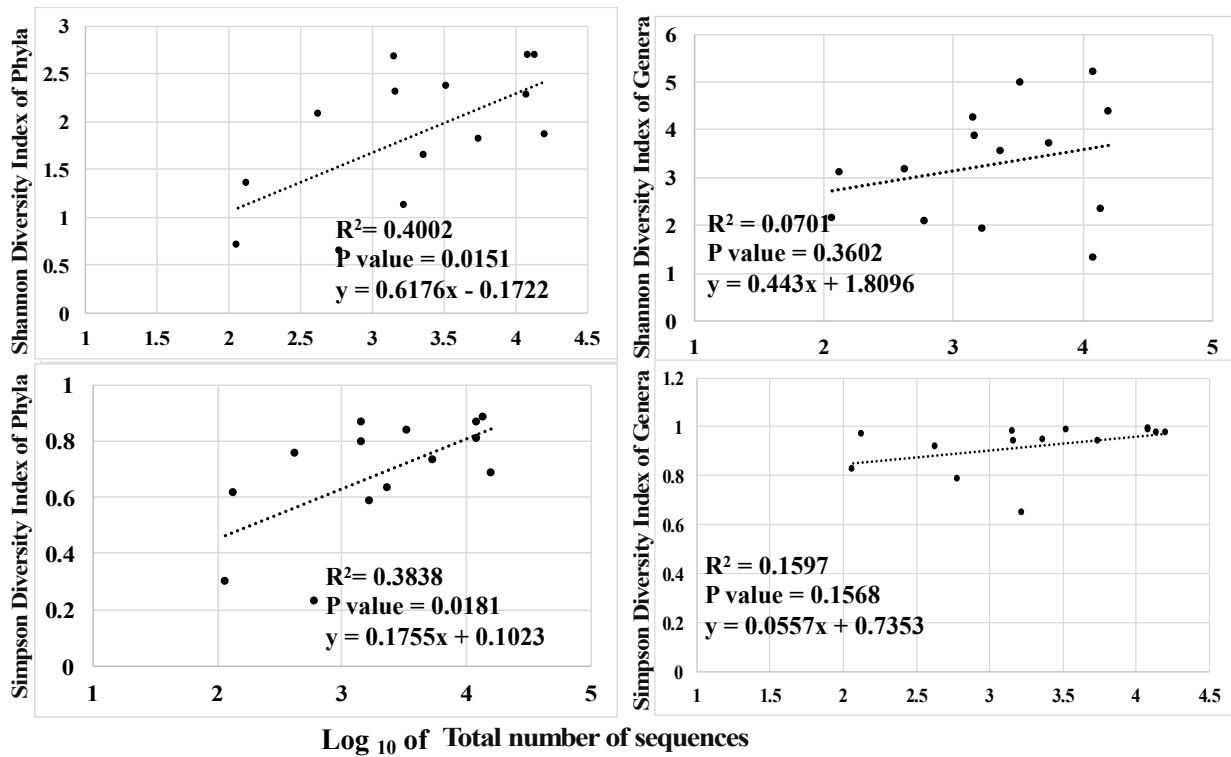 Shannon Diversity Index of Phyla
3
2.5
2
1.5
1
0.5
0
R²= 0.4002
P value = 0.0151
y = 0.6176x - 0.1722
1 1.5 2 2.5 3 3.5 4 4.5
Shannon Diversity Index of Genera
6
5
4
3
2
1
0
R² = 0.0701
P value = 0.3602
y = 0.443x + 1.8096
1 2 3 4 5
Simpson Diversity Index of Phyla
1
0.8
0.6
0.4
0.2
0
R²= 0.3838
P value = 0.0181
y = 0.1755x + 0.1023
1 2 3 4 5
Simpson Diversity Index of Genera
1.2
1
0.8
0.6
0.4
0.2
0
R² = 0.1597
P value = 0.1568
y = 0.0557x + 0.7353
1 1.5 2 2.5 3 3.5 4 4.5
Log 10 of Total number of sequences